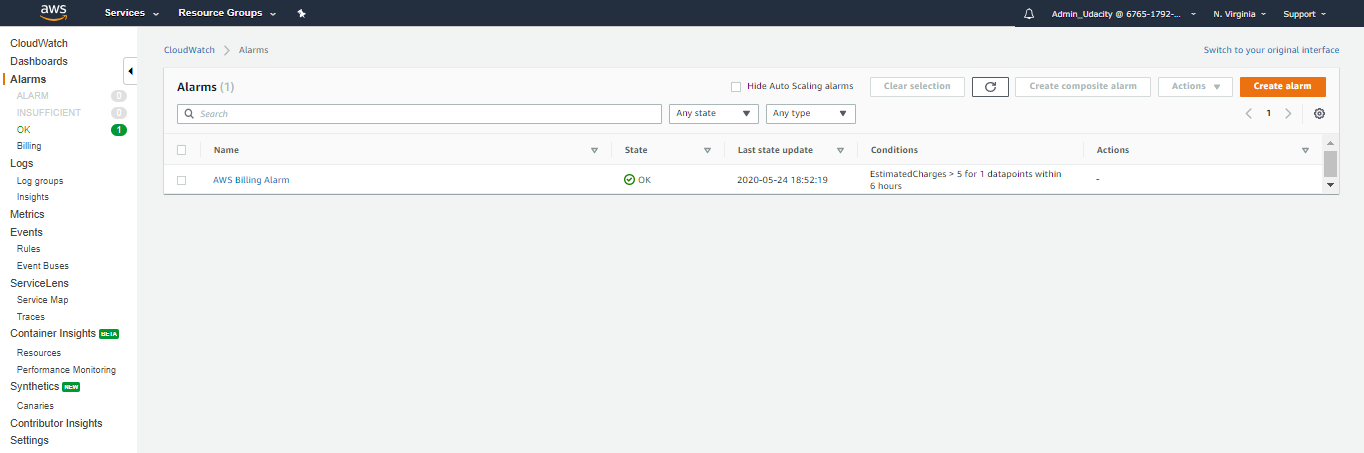 aws Services Resource Groups Admin_Udacity @ 6765-1792-... N. Virginia Support
CloudWatch
Dashboards
Alarms
ALARM 0
INSUFFICIENT 0
OK 1
Billing
Logs
Log groups
Insights
Metrics
Events
Rules
Event Buses
ServiceLens
Service Map
Traces
Container Insights BETA
Resources
Performance Monitoring
Synthetics NEW
Canaries
Contributor Insights
Settings
CloudWatch > Alarms
Switch to your original interface
Alarms (1)
Hide Auto Scaling alarms Clear selection Create composite alarm Actions Create alarm
Search Any state Any type 1
Name State Last state update Conditions Actions
AWS Billing Alarm OK 2020-05-24 18:52:19 EstimatedCharges > 5 for 1 datapoints within
6 hours -